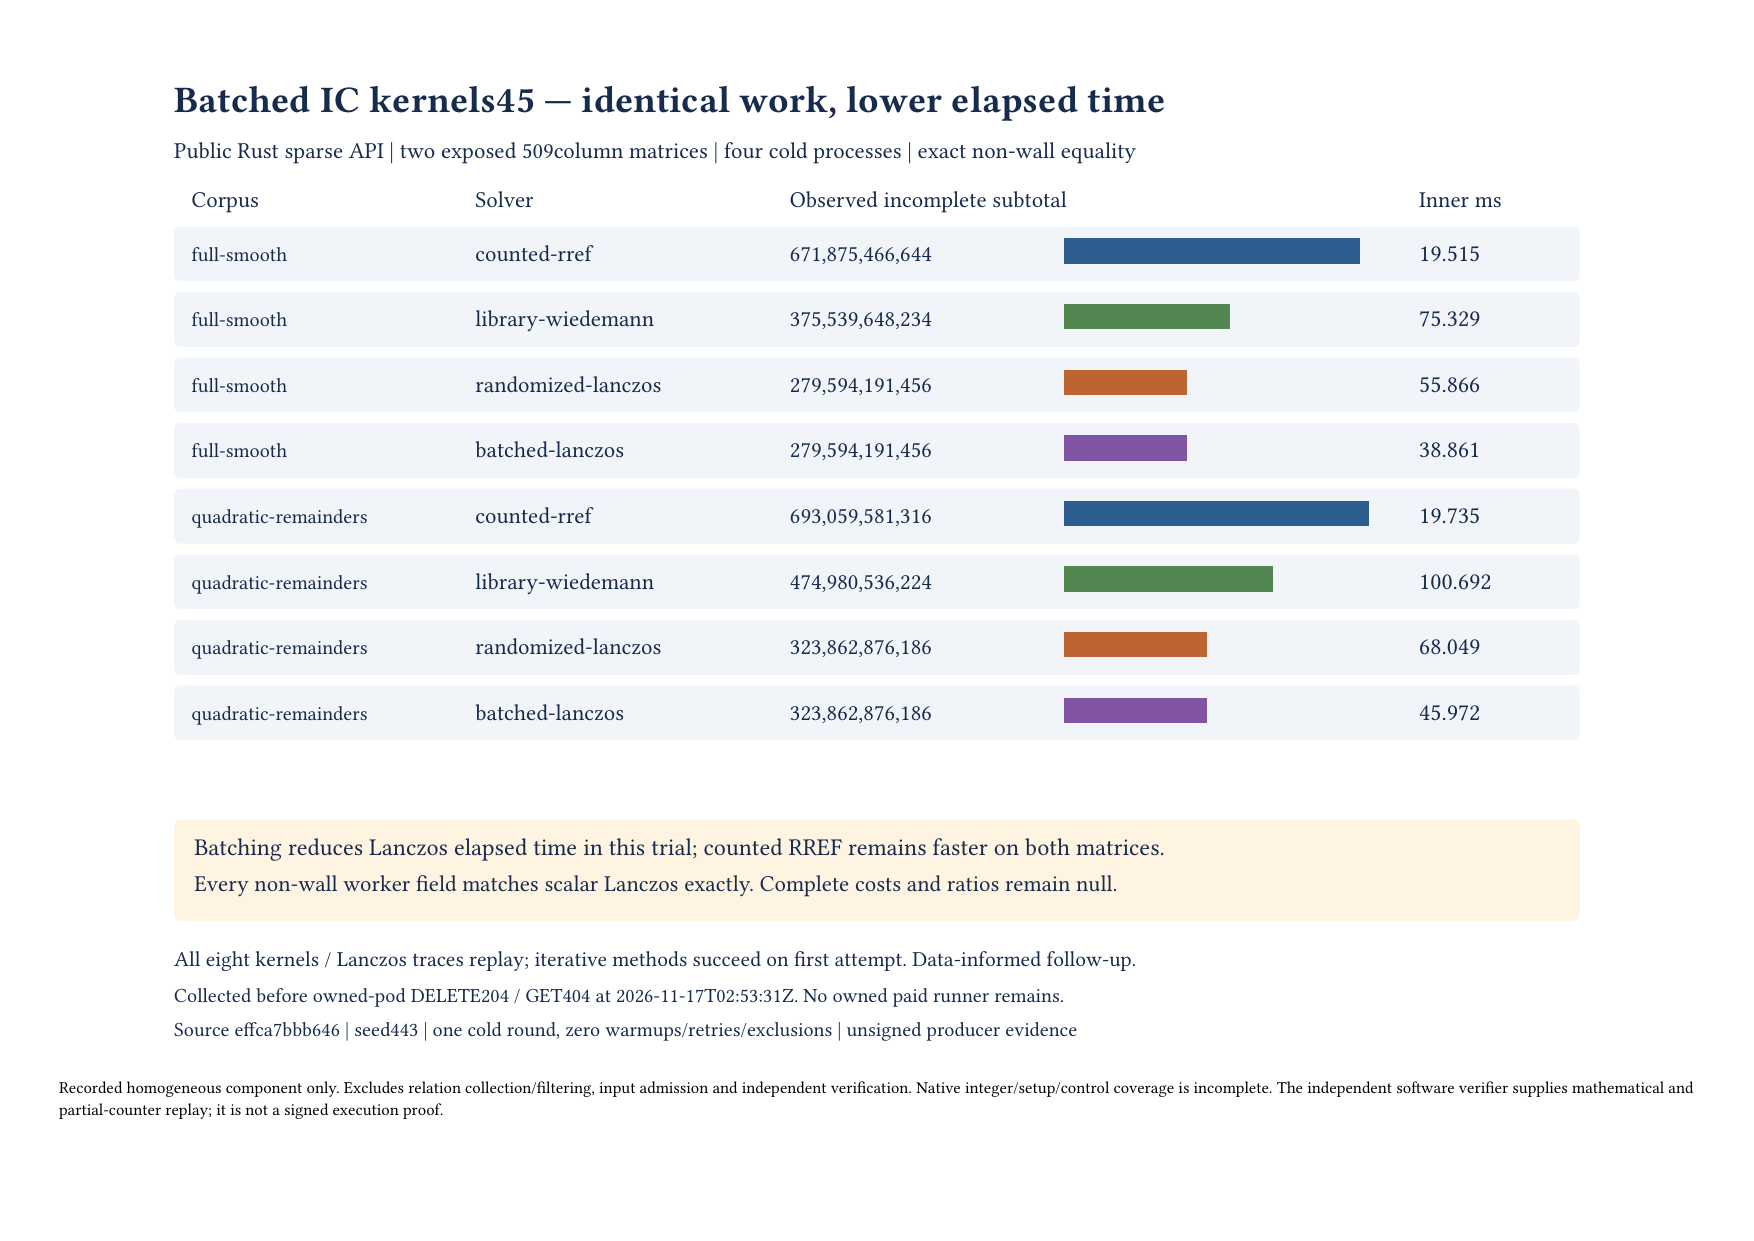 Batched IC kernels45 — identical work, lower elapsed time
Public Rust sparse API | two exposed 509column matrices | four cold processes | exact non-wall equality
Corpus Solver Observed incomplete subtotal Inner ms
full-smooth counted-rref 671,875,466,644 19.515
full-smooth library-wiedemann 375,539,648,234 75.329
full-smooth randomized-lanczos 279,594,191,456 55.866
full-smooth batched-lanczos 279,594,191,456 38.861
quadratic-remainders counted-rref 693,059,581,316 19.735
quadratic-remainders library-wiedemann 474,980,536,224 100.692
quadratic-remainders randomized-lanczos 323,862,876,186 68.049
quadratic-remainders batched-lanczos 323,862,876,186 45.972
Batching reduces Lanczos elapsed time in this trial; counted RREF remains faster on both matrices.
Every non-wall worker field matches scalar Lanczos exactly. Complete costs and ratios remain null.
All eight kernels / Lanczos traces replay; iterative methods succeed on first attempt. Data-informed follow-up.
Collected before owned-pod DELETE204 / GET404 at 2026-11-17T02:53:31Z. No owned paid runner remains.
Source effca7bbb646 | seed443 | one cold round, zero warmups/retries/exclusions | unsigned producer evidence
Recorded homogeneous component only. Excludes relation collection/filtering, input admission and independent verification. Native integer/setup/control coverage is incomplete. The independent software verifier supplies mathematical and
partial-counter replay; it is not a signed execution proof.